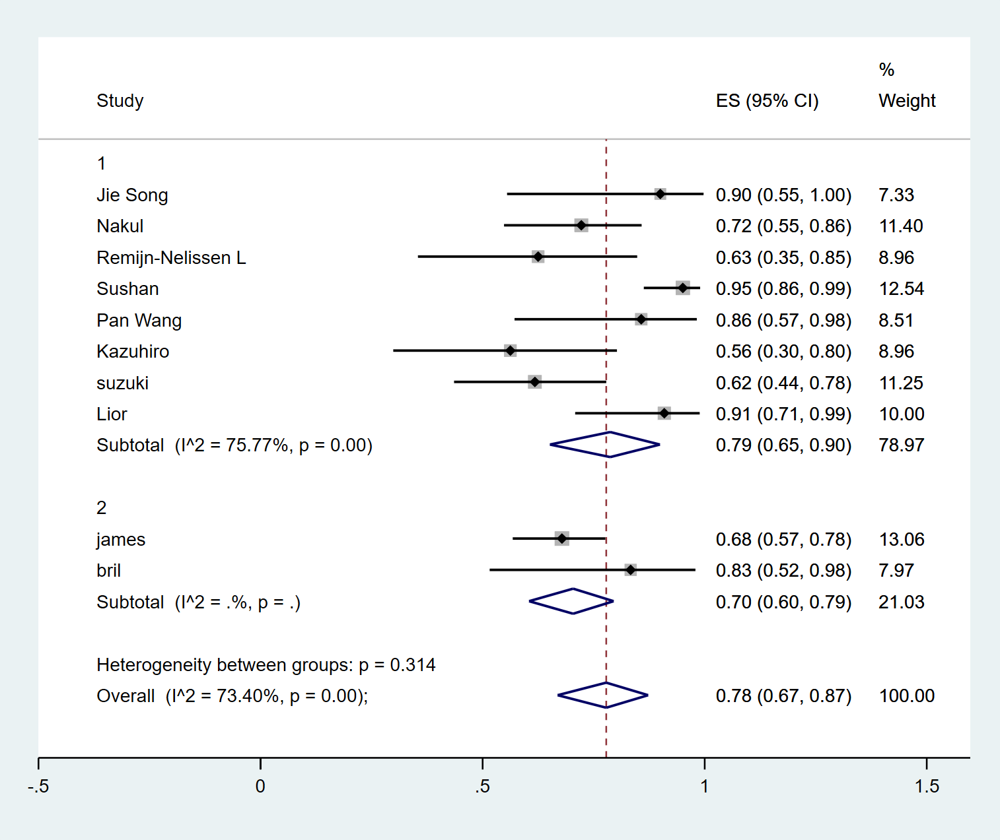 %
Study ES (95% CI) Weight
1
Jie Song 0.90 (0.55, 1.00) 7.33
Nakul 0.72 (0.55, 0.86) 11.40
Remijn-Nelissen L 0.63 (0.35, 0.85) 8.96
Sushan 0.95 (0.86, 0.99) 12.54
Pan Wang 0.86 (0.57, 0.98) 8.51
Kazuhiro 0.56 (0.30, 0.80) 8.96
suzuki 0.62 (0.44, 0.78) 11.25
Lior 0.91 (0.71, 0.99) 10.00
Subtotal (I^2 = 75.77%, p = 0.00) 0.79 (0.65, 0.90) 78.97
2
james 0.68 (0.57, 0.78) 13.06
bril 0.83 (0.52, 0.98) 7.97
Subtotal (I^2 = .%, p = .) 0.70 (0.60, 0.79) 21.03
Heterogeneity between groups: p = 0.314
Overall (I^2 = 73.40%, p = 0.00); 0.78 (0.67, 0.87) 100.00
-.5 0 .5 1 1.5